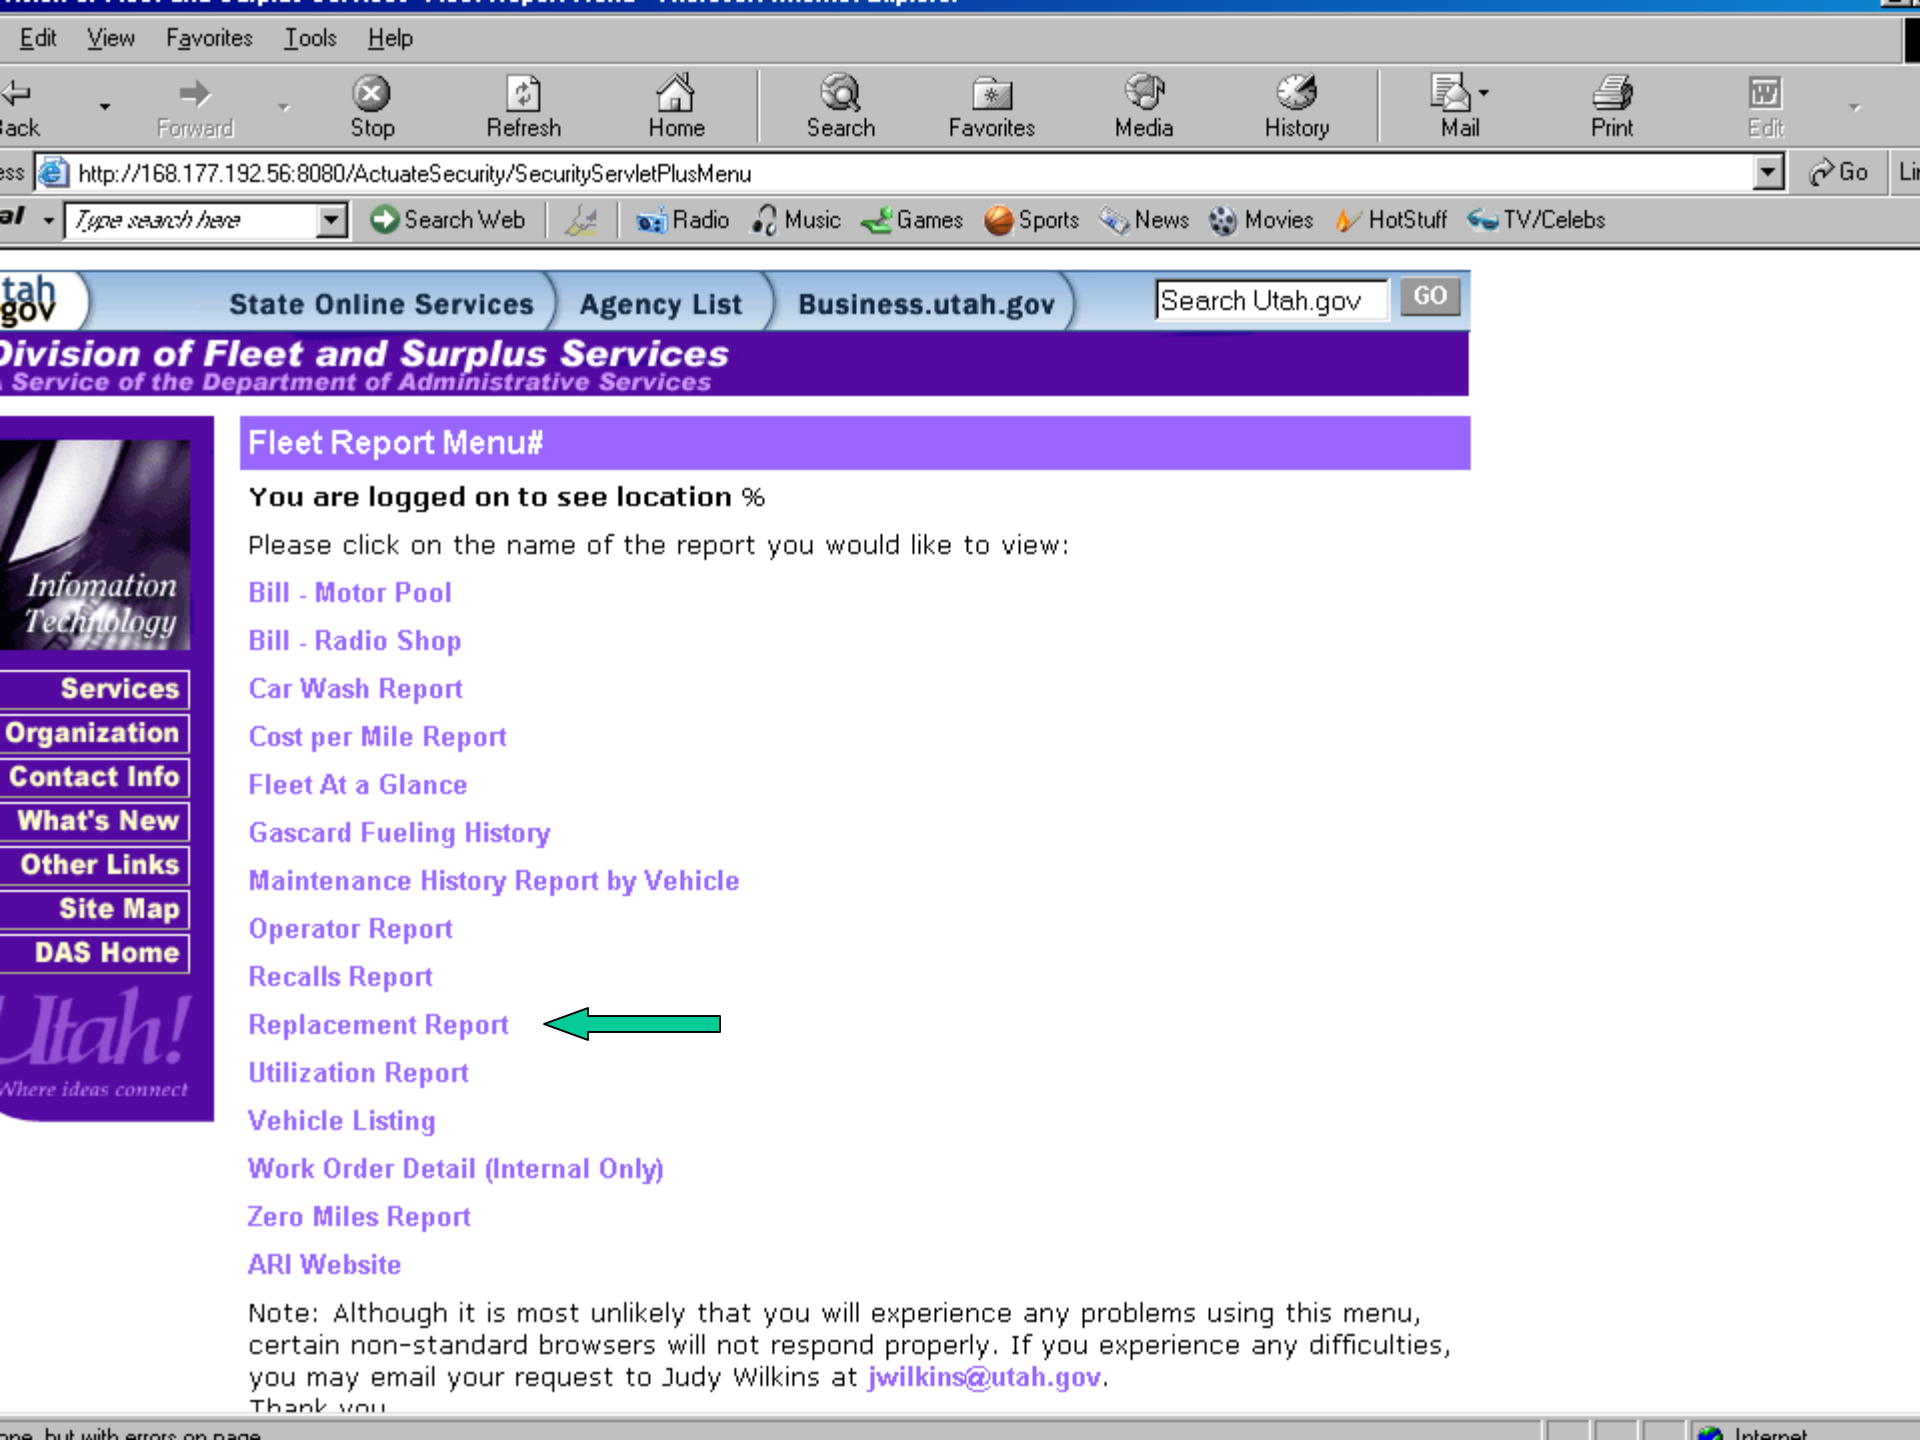 Edit View Favorites Tools Help
Back Forward Stop Refresh Home Search Favorites Media History Mail Print Edit
ess http://168.177.192.56:8080/ActuateSecurity/SecurityServletPlusMenu Go Lin
al Type search here Search Web Radio Music Games Sports News Movies HotStuff TV/Celebs
tah
gov
State Online Services Agency List Business.utah.gov Search Utah.gov GO
Division of Fleet and Surplus Services
A Service of the Department of Administrative Services
Infomation
Technology
Services
Organization
Contact Info
What's New
Other Links
Site Map
DAS Home
Utah!
Where ideas connect
Fleet Report Menu#
You are logged on to see location %
Please click on the name of the report you would like to view:
Bill - Motor Pool
Bill - Radio Shop
Car Wash Report
Cost per Mile Report
Fleet At a Glance
Gascard Fueling History
Maintenance History Report by Vehicle
Operator Report
Recalls Report
Replacement Report
Utilization Report
Vehicle Listing
Work Order Detail (Internal Only)
Zero Miles Report
ARI Website
Note: Although it is most unlikely that you will experience any problems using this menu,
certain non-standard browsers will not respond properly. If you experience any difficulties,
you may email your request to Judy Wilkins at jwilkins@utah.gov.
Thank you
one, but with errors on page. Internet